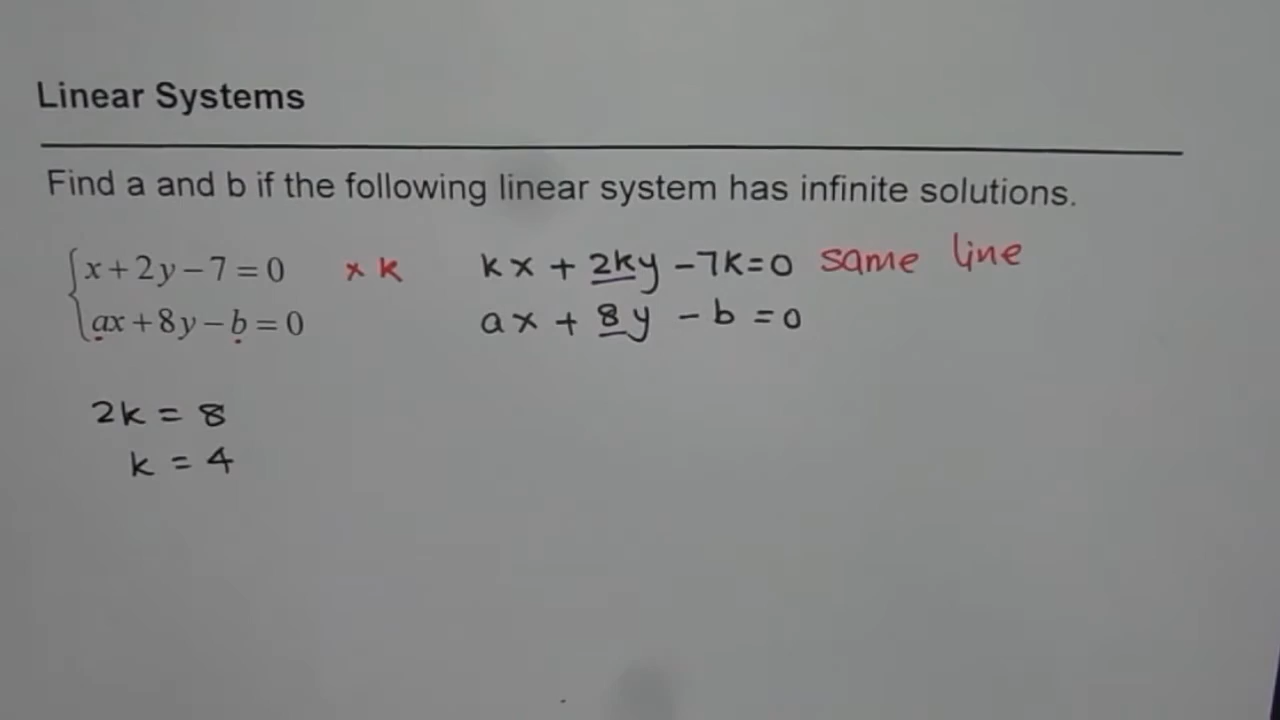 Linear Systems
Find a and b if the following linear system has infinite solutions.
x + 2y − 7 = 0 × k kx + 2ky − 7k = 0 same line
ax + 8y − b = 0 ax + 8y − b = 0
2k = 8
k = 4